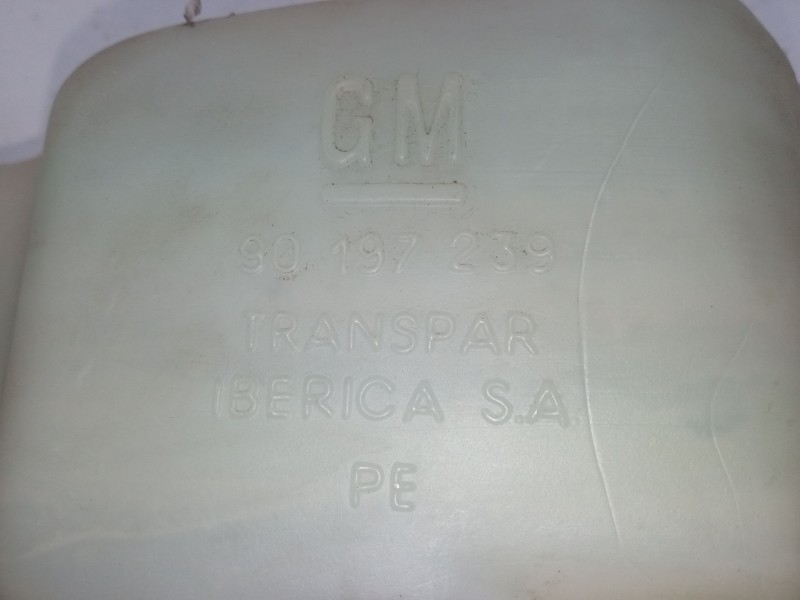 GM
90 197 239
TRANSPAR
IBERICA S.A.
PE